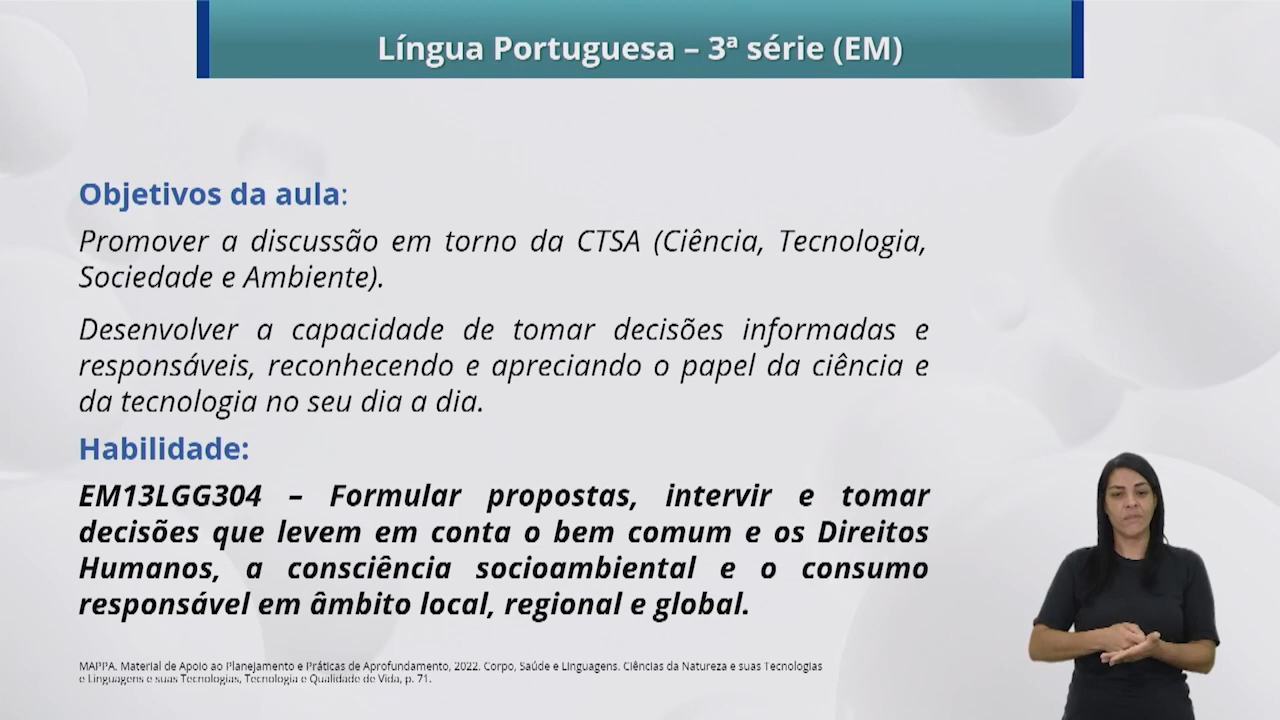 Língua Portuguesa – 3ª série (EM)
Objetivos da aula:
Promover a discussão em torno da CTSA (Ciência, Tecnologia,
Sociedade e Ambiente).
Desenvolver a capacidade de tomar decisões informadas e
responsáveis, reconhecendo e apreciando o papel da ciência e
da tecnologia no seu dia a dia.
Habilidade:
EM13LGG304 – Formular propostas, intervir e tomar
decisões que levem em conta o bem comum e os Direitos
Humanos, a consciência socioambiental e o consumo
responsável em âmbito local, regional e global.
MAPPA. Material de Apoio ao Planejamento e Práticas de Aprofundamento, 2022. Corpo, Saúde e Linguagens. Ciências da Natureza e suas Tecnologias
e Linguagens e suas Tecnologias, Tecnologia e Qualidade de Vida, p. 71.